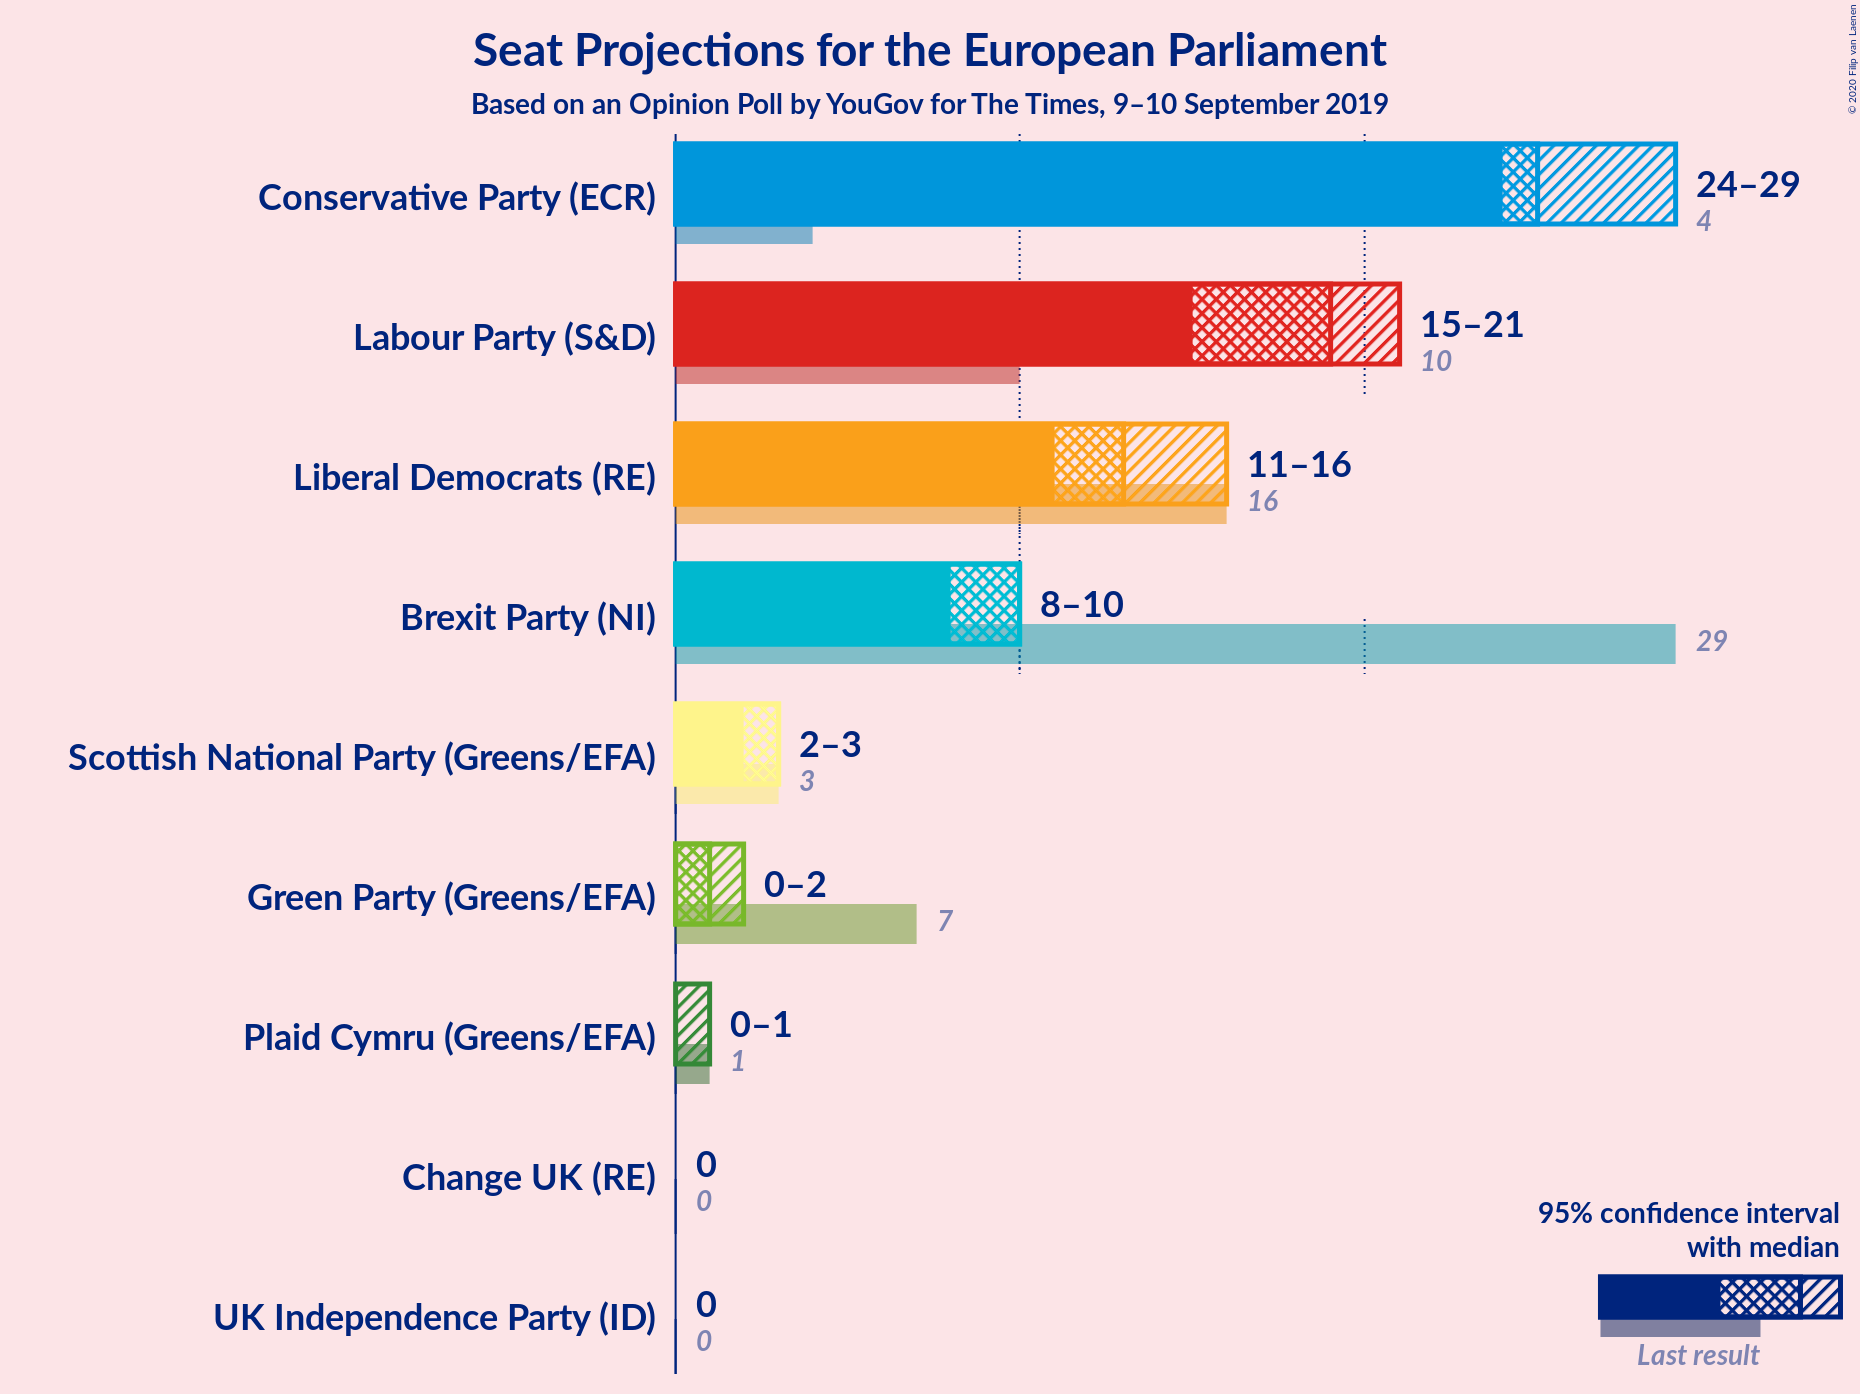 Seat Projections for the European Parliament
Based on an Opinion Poll by YouGov for The Times, 9–10 September 2019
© 2020 Filip van Laenen
Conservative Party (ECR)
24–29
4
Labour Party (S&D)
15–21
10
Liberal Democrats (RE)
11–16
16
Brexit Party (NI)
8–10
29
Scottish National Party (Greens/EFA)
2–3
3
Green Party (Greens/EFA)
0–2
7
Plaid Cymru (Greens/EFA)
0–1
1
Change UK (RE)
0
0
UK Independence Party (ID)
0
0
95% confidence interval
with median
Last result